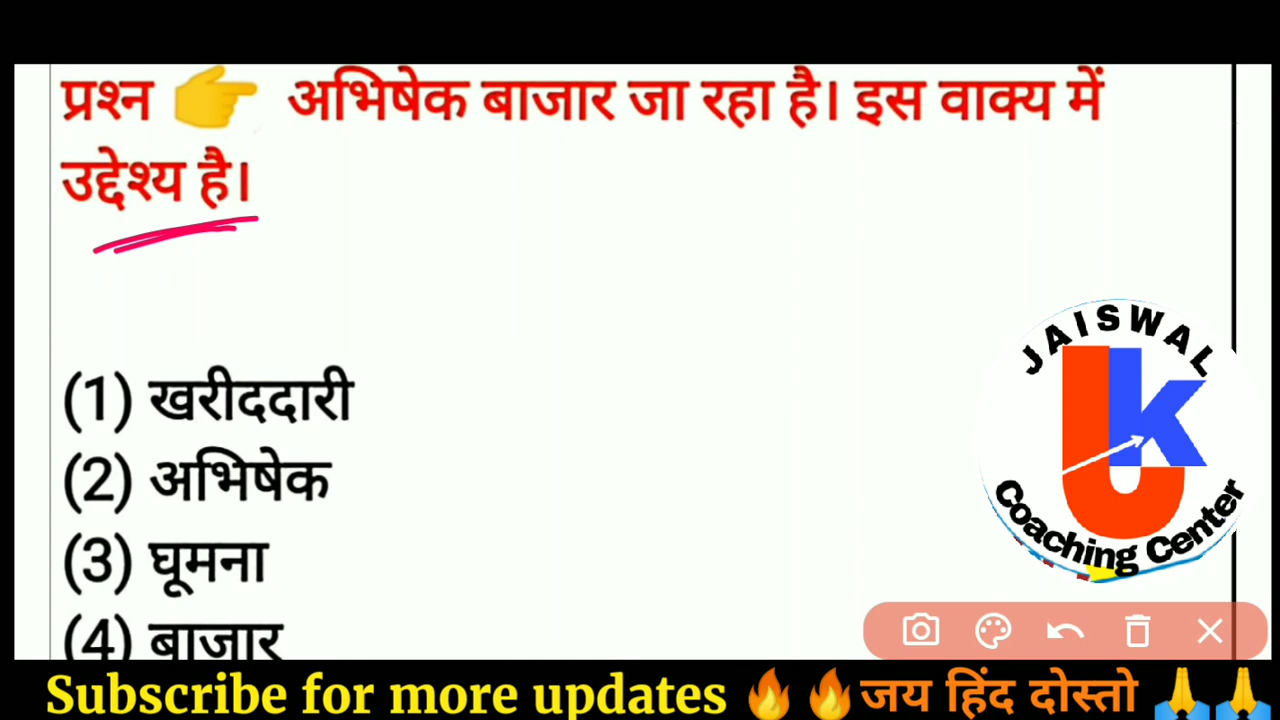 प्रश्न 👉 अभिषेक बाजार जा रहा है। इस वाक्य में
उद्देश्य है।
(1) खरीददारी
(2) अभिषेक
(3) घूमना
(4) बाजार
JAISWAL
Jk
Coaching Center
Subscribe for more updates 🔥🔥जय हिंद दोस्तो 🙏🙏